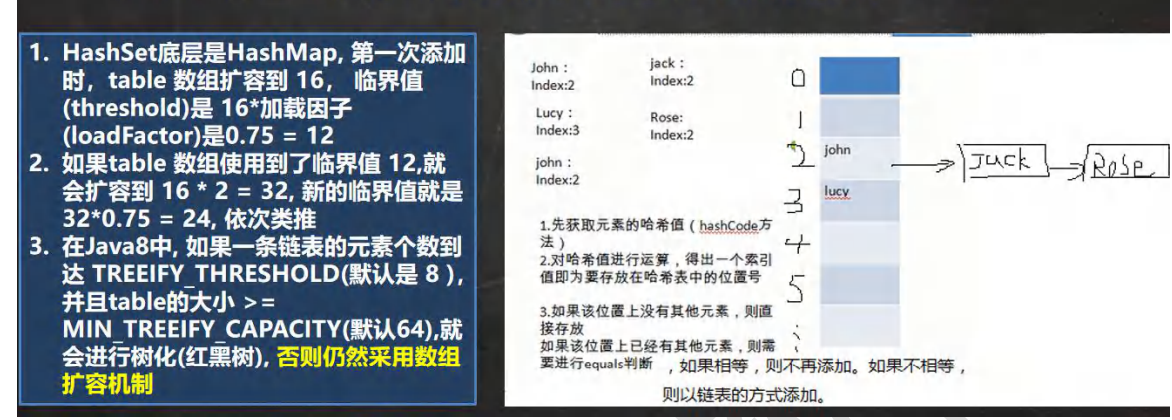 1. HashSet底层是HashMap, 第一次添加
时，table 数组扩容到 16， 临界值
(threshold)是 16*加载因子
(loadFactor)是0.75 = 12
2. 如果table 数组使用到了临界值 12,就
会扩容到 16 * 2 = 32, 新的临界值就是
32*0.75 = 24, 依次类推
3. 在Java8中, 如果一条链表的元素个数到
达 TREEIFY_THRESHOLD(默认是 8 ),
并且table的大小 >=
MIN_TREEIFY_CAPACITY(默认64),就
会进行树化(红黑树), 否则仍然采用数组
扩容机制
John：
Index:2
jack：
Index:2
Lucy：
Index:3
Rose:
Index:2
john：
Index:2
1.先获取元素的哈希值（hashCode方
法）
2.对哈希值进行运算，得出一个索引
值即为要存放在哈希表中的位置号
3.如果该位置上没有其他元素，则直
接存放
如果该位置上已经有其他元素，则需
要进行equals判断 ，如果相等，则不再添加。如果不相等，
则以链表的方式添加。
0
1
2 john Jack Rose
3 lucy
4
5